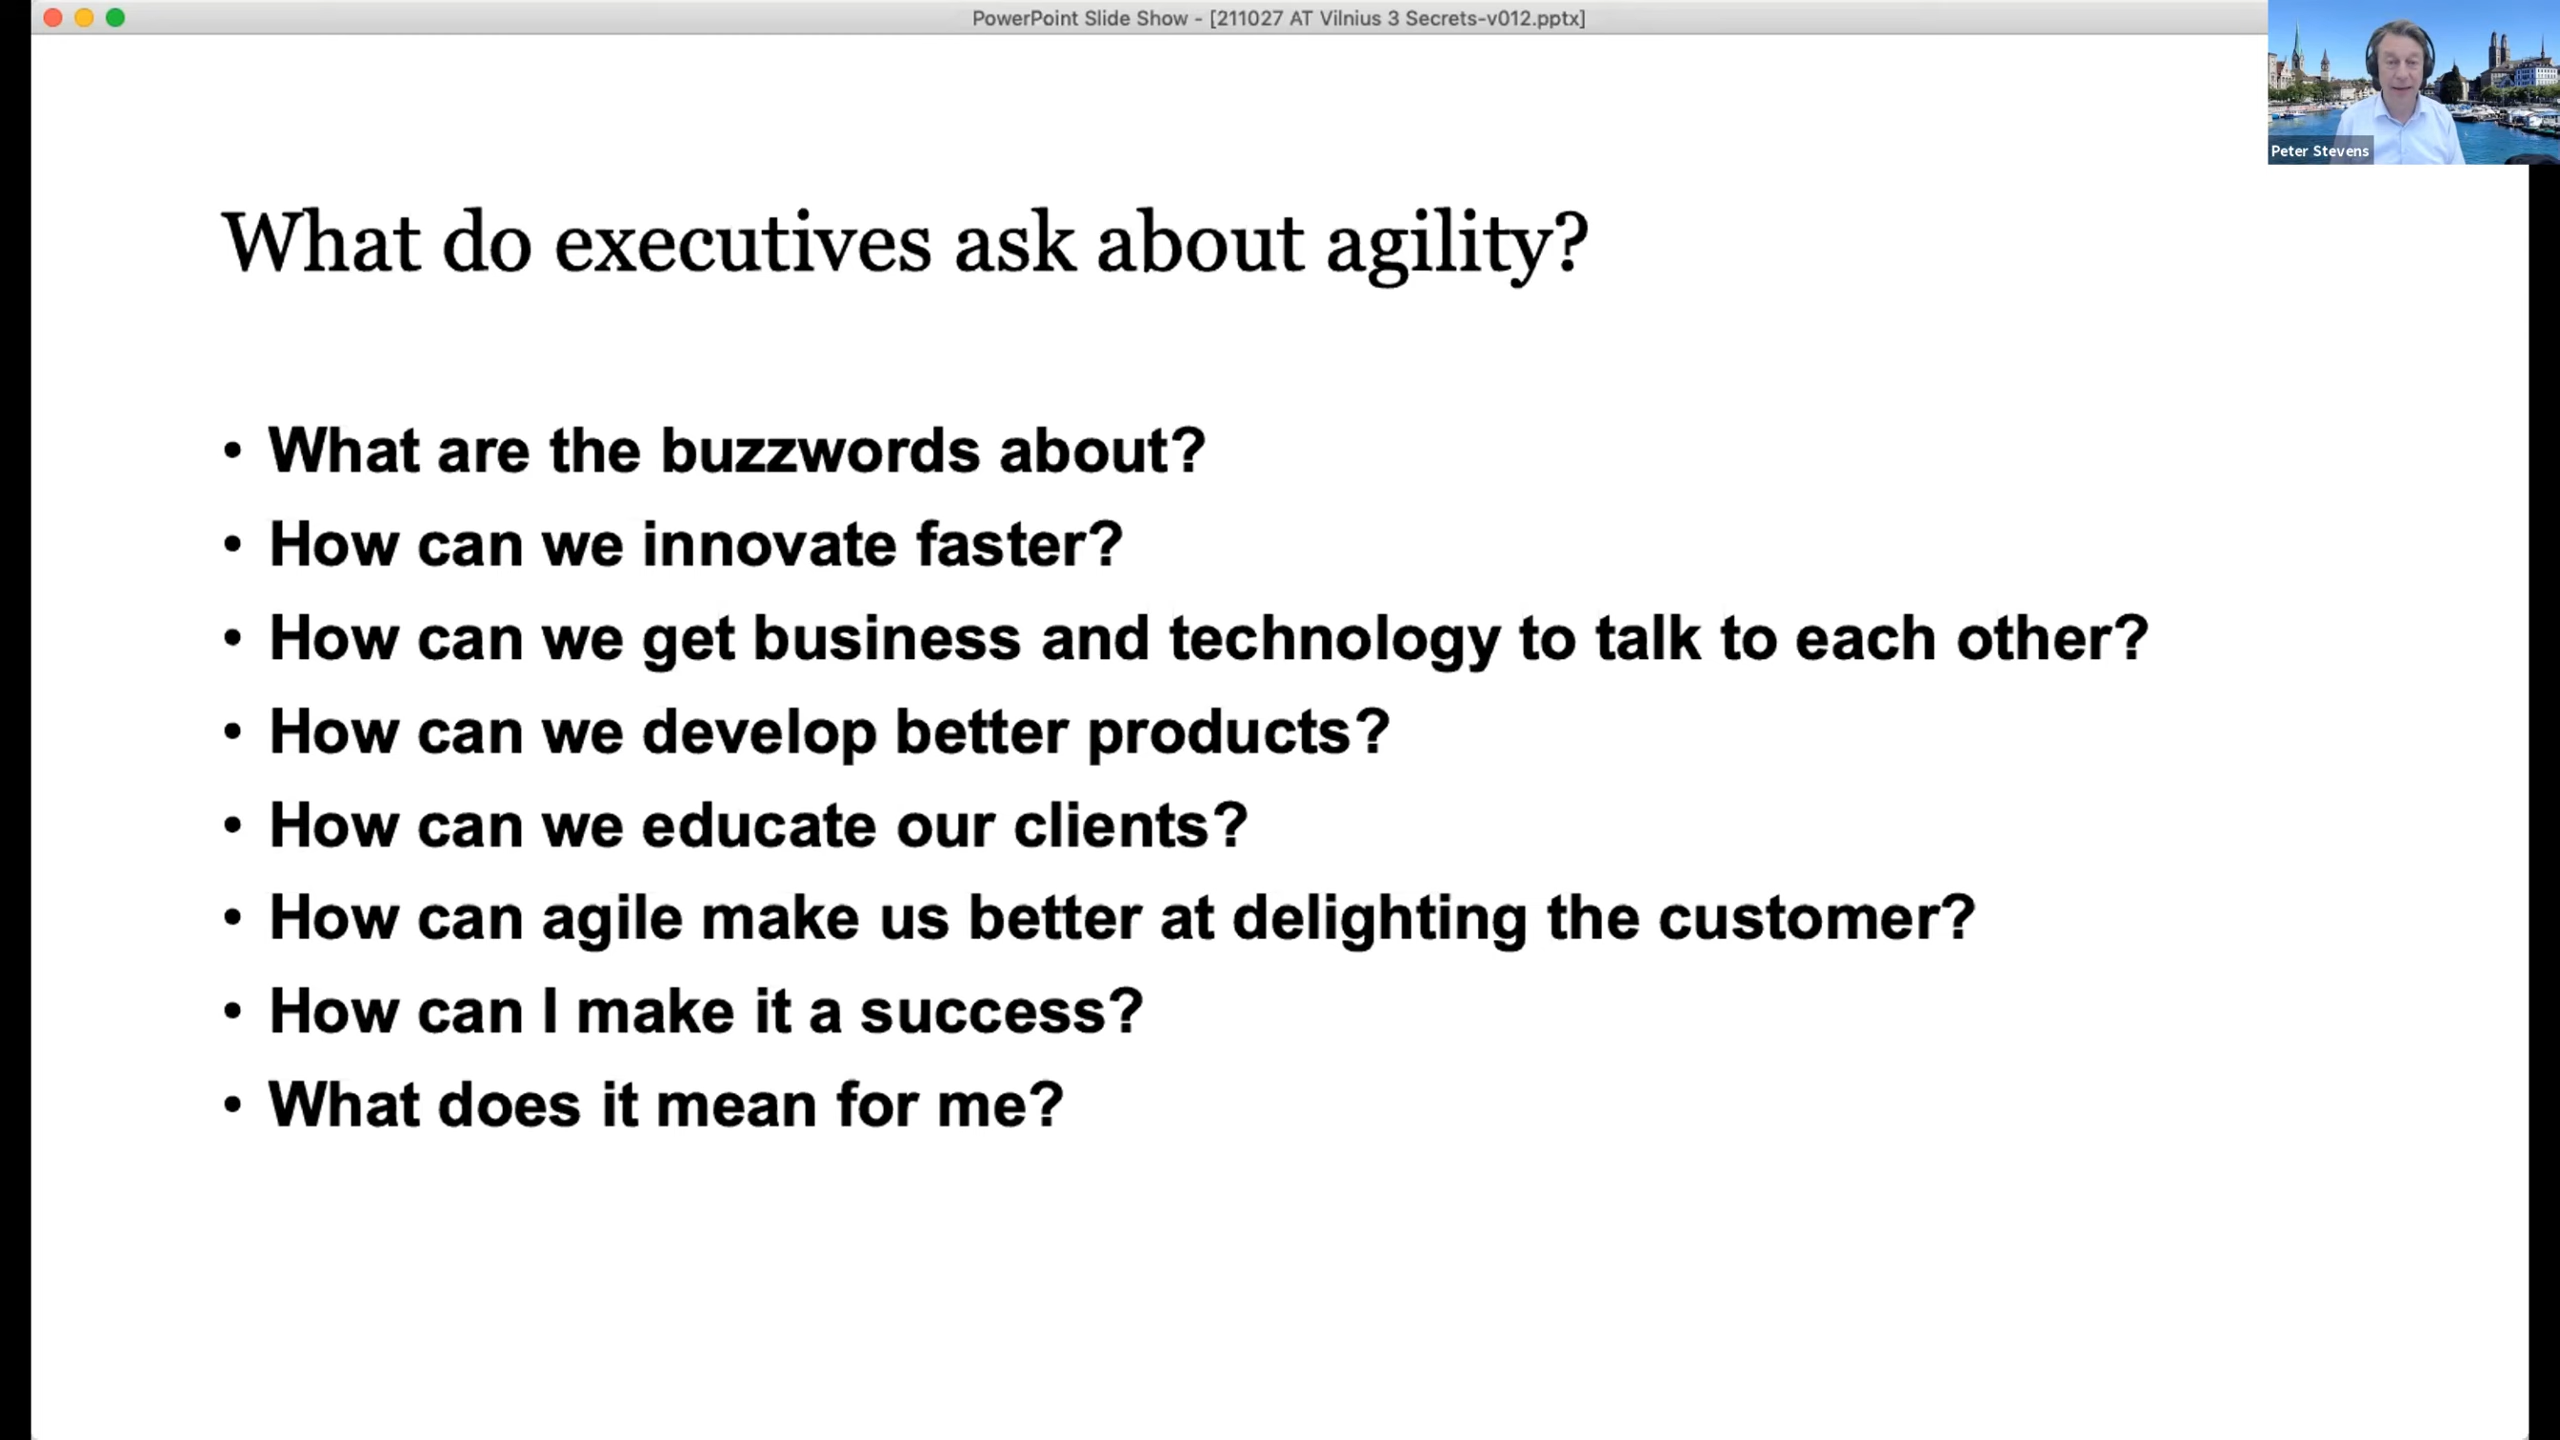 PowerPoint Slide Show - [211027 AT Vilnius 3 Secrets-v012.pptx]
Peter Stevens
What do executives ask about agility?
• What are the buzzwords about?
• How can we innovate faster?
• How can we get business and technology to talk to each other?
• How can we develop better products?
• How can we educate our clients?
• How can agile make us better at delighting the customer?
• How can I make it a success?
• What does it mean for me?